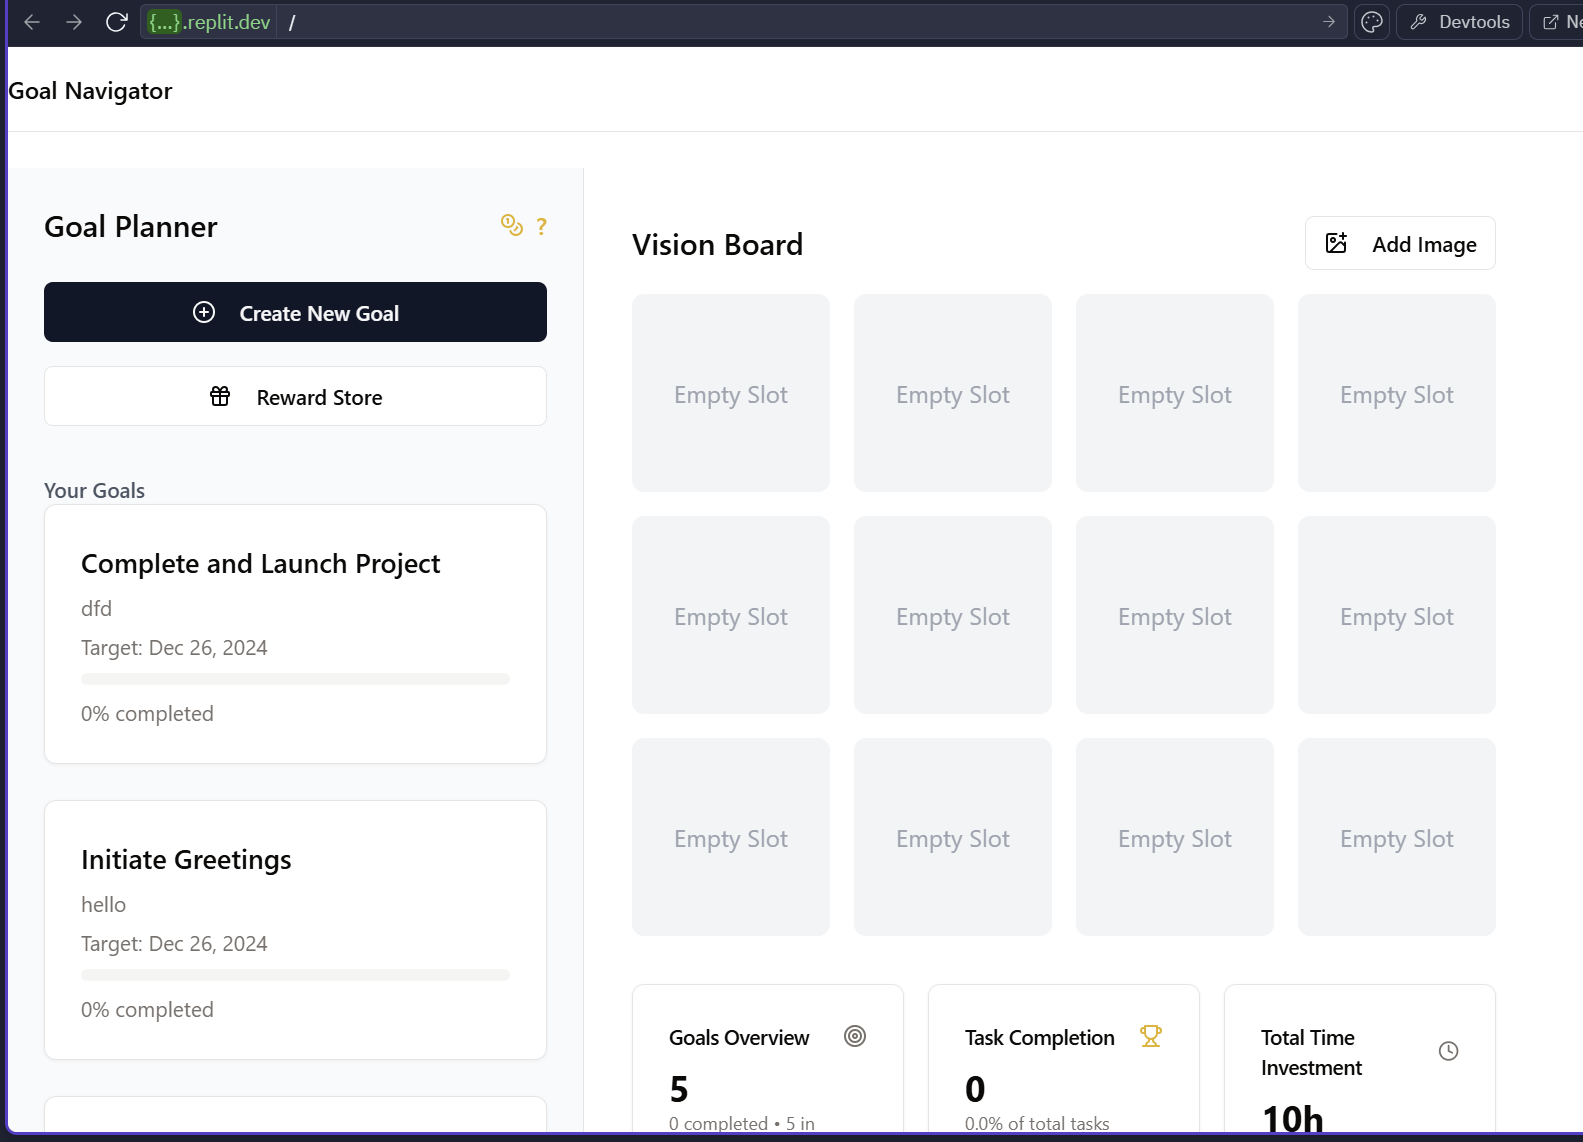 {...}.replit.dev /
Devtools
Goal Navigator
Goal Planner
?
Create New Goal
Reward Store
Your Goals
Complete and Launch Project
dfd
Target: Dec 26, 2024
0% completed
Initiate Greetings
hello
Target: Dec 26, 2024
0% completed
Vision Board
Add Image
Empty Slot Empty Slot Empty Slot Empty Slot
Empty Slot Empty Slot Empty Slot Empty Slot
Empty Slot Empty Slot Empty Slot Empty Slot
Goals Overview
5
0 completed • 5 in
Task Completion
0
0.0% of total tasks
Total Time
Investment
10h